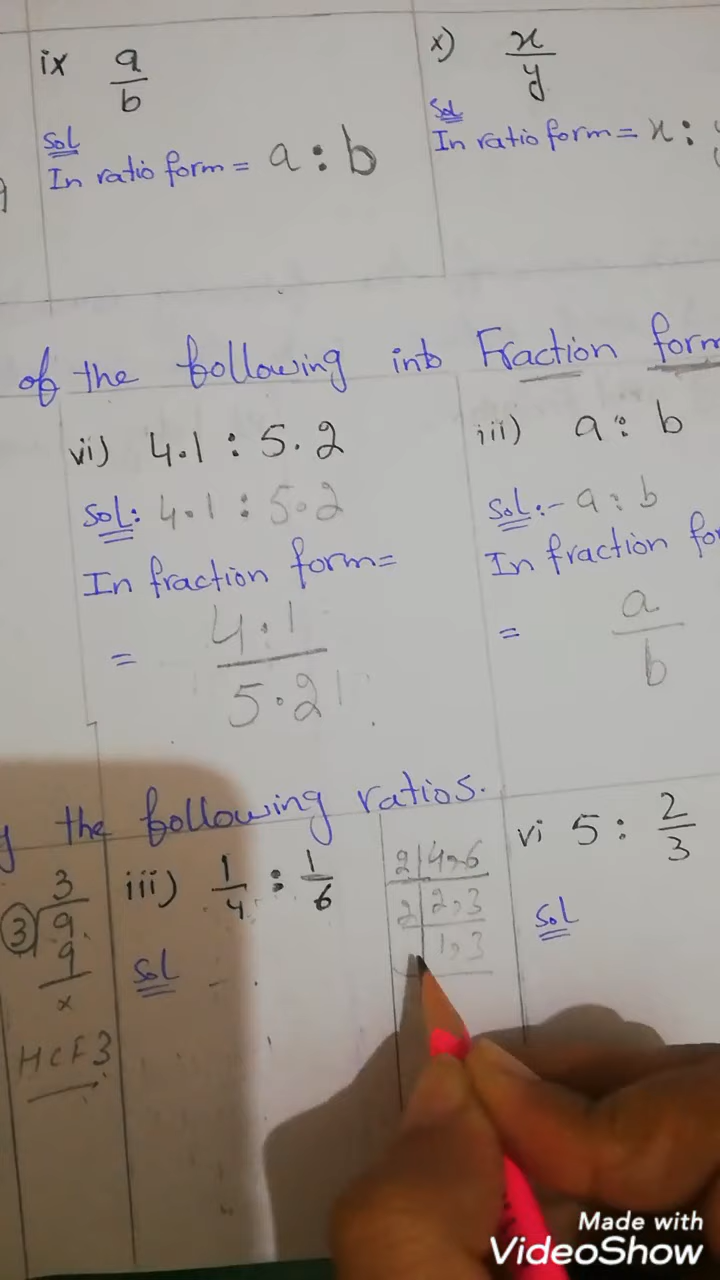 ix a/b
Sol
In ratio form = a : b
x) x/y
Sol
In ratio form = x :
of the following into Fraction form
vi) 4.1 : 5.2
Sol: 4.1 : 5.2
In fraction form =
= 4.1/5.2
iii) a : b
Sol:- a : b
In fraction fo
= a/b
the following ratios.
3
3 9
9
x
HCF 3
iii) 1/4 : 1/6
Sol
2 4,6
2 2,3
1,3
vi 5 : 2/3
Sol
Made with
VideoShow